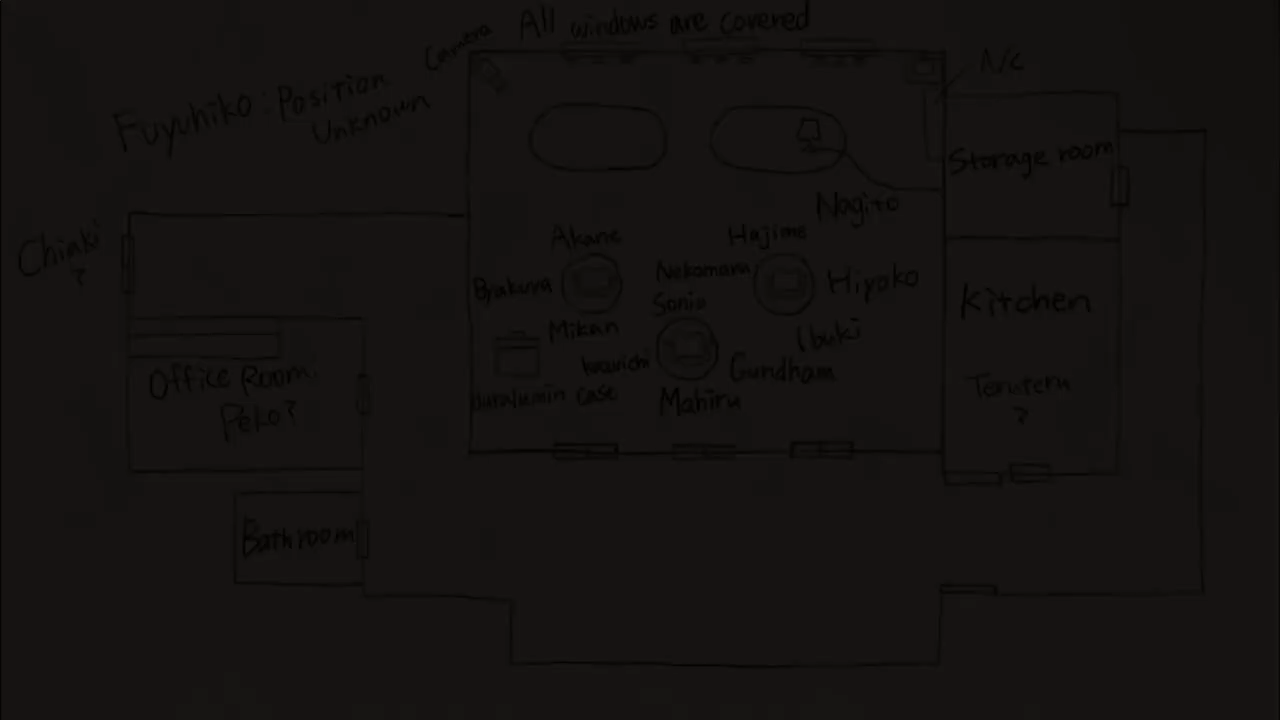 All windows are covered
Camera
A/C
Fuyuhiko : Position
Unknown
Storage room
Nagito
Chiaki
?
Akane
Hajime
Byakuya
Nekomaru
Hiyoko
Sonia
Kitchen
Mikan
Ibuki
Kazuichi
Gundham
Office Room
Teruteru
?
Peko?
duralumin case
Mahiru
Bathroom